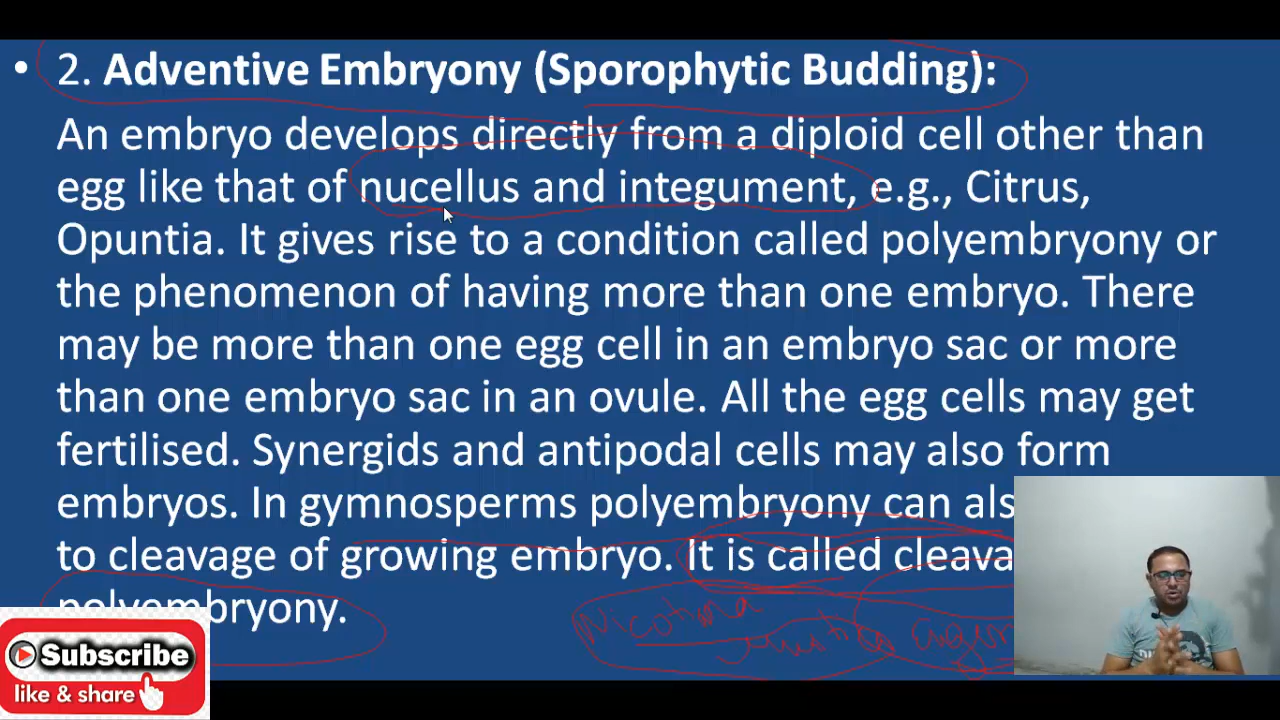 • 2. Adventive Embryony (Sporophytic Budding):
An embryo develops directly from a diploid cell other than
egg like that of nucellus and integument, e.g., Citrus,
Opuntia. It gives rise to a condition called polyembryony or
the phenomenon of having more than one embryo. There
may be more than one egg cell in an embryo sac or more
than one embryo sac in an ovule. All the egg cells may get
fertilised. Synergids and antipodal cells may also form
embryos. In gymnosperms polyembryony can als
to cleavage of growing embryo. It is called cleava
polyembryony.
Subscribe
like & share